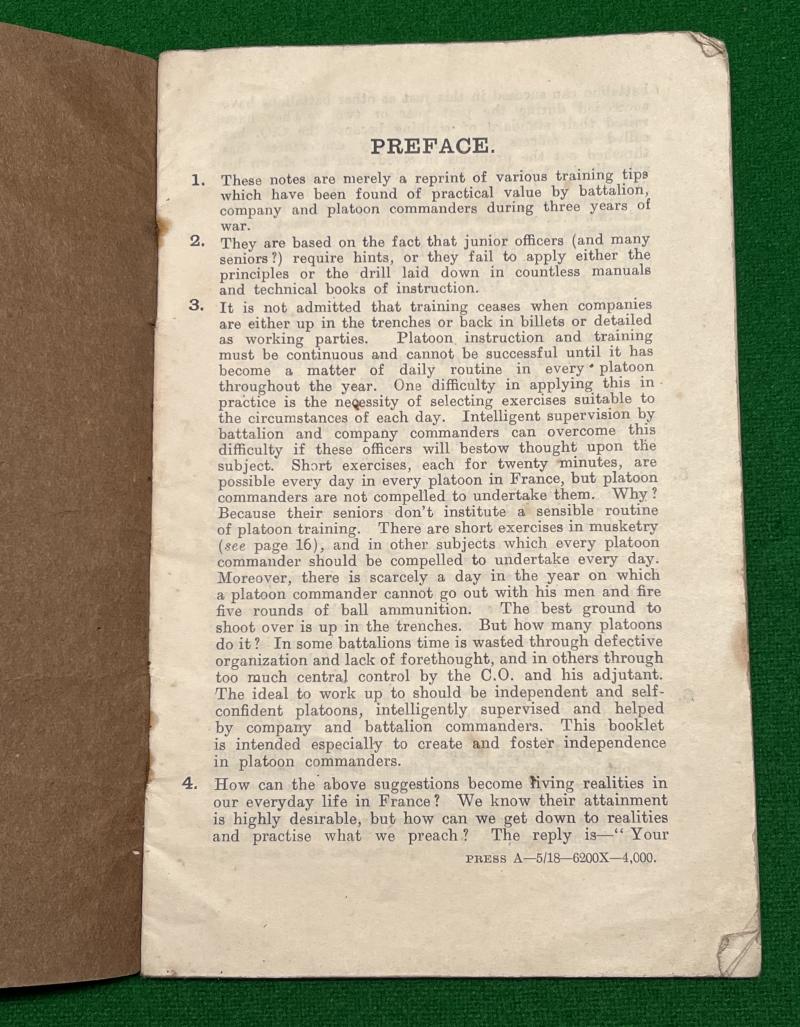 PREFACE.
1. These notes are merely a reprint of various training tips
which have been found of practical value by battalion,
company and platoon commanders during three years of
war.
2. They are based on the fact that junior officers (and many
seniors?) require hints, or they fail to apply either the
principles or the drill laid down in countless manuals
and technical books of instruction.
3. It is not admitted that training ceases when companies
are either up in the trenches or back in billets or detailed
as working parties. Platoon instruction and training
must be continuous and cannot be successful until it has
become a matter of daily routine in every platoon
throughout the year. One difficulty in applying this in
practice is the necessity of selecting exercises suitable to
the circumstances of each day. Intelligent supervision by
battalion and company commanders can overcome this
difficulty if these officers will bestow thought upon the
subject. Short exercises, each for twenty minutes, are
possible every day in every platoon in France, but platoon
commanders are not compelled to undertake them. Why?
Because their seniors don't institute a sensible routine
of platoon training. There are short exercises in musketry
(see page 16), and in other subjects which every platoon
commander should be compelled to undertake every day.
Moreover, there is scarcely a day in the year on which
a platoon commander cannot go out with his men and fire
five rounds of ball ammunition. The best ground to
shoot over is up in the trenches. But how many platoons
do it? In some battalions time is wasted through defective
organization and lack of forethought, and in others through
too much central control by the C.O. and his adjutant.
The ideal to work up to should be independent and self-
confident platoons, intelligently supervised and helped
by company and battalion commanders. This booklet
is intended especially to create and foster independence
in platoon commanders.
4. How can the above suggestions become living realities in
our everyday life in France? We know their attainment
is highly desirable, but how can we get down to realities
and practise what we preach? The reply is—" Your
PRESS A—5/18—6200X—4,000.